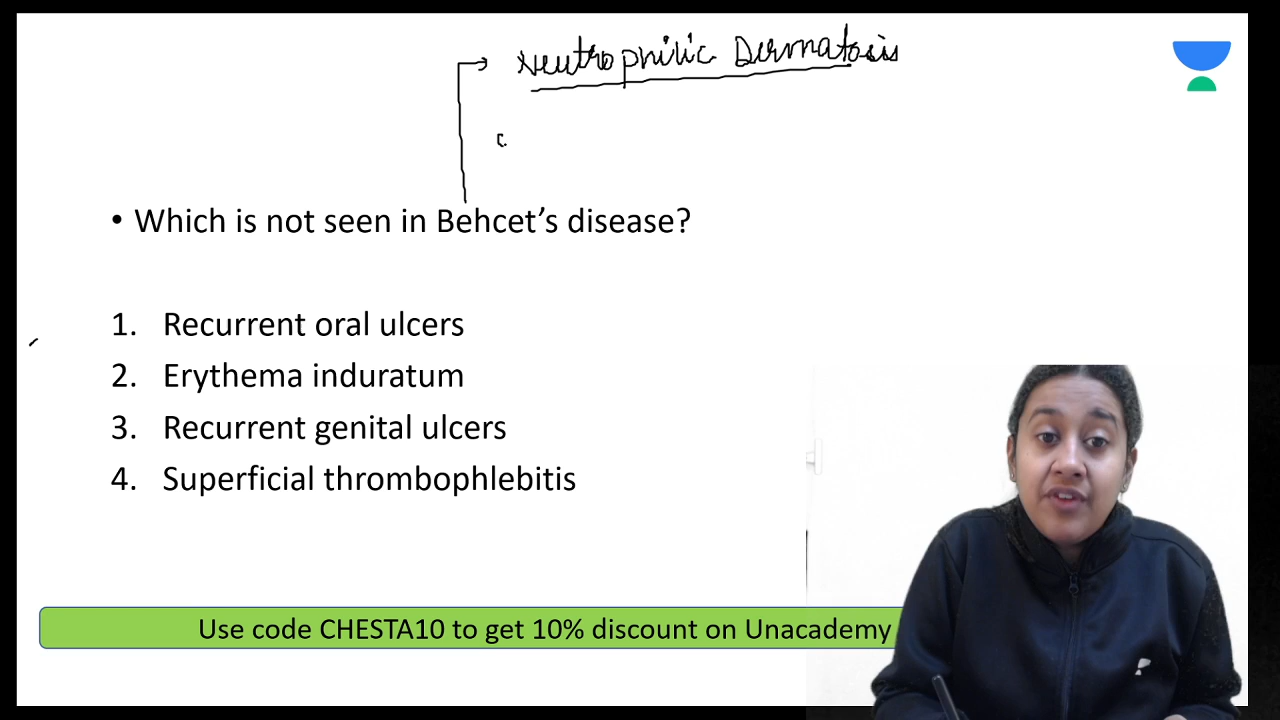 Neutrophilic Dermatosis
c.
• Which is not seen in Behcet’s disease?
1. Recurrent oral ulcers
2. Erythema induratum
3. Recurrent genital ulcers
4. Superficial thrombophlebitis
Use code CHESTA10 to get 10% discount on Unacademy